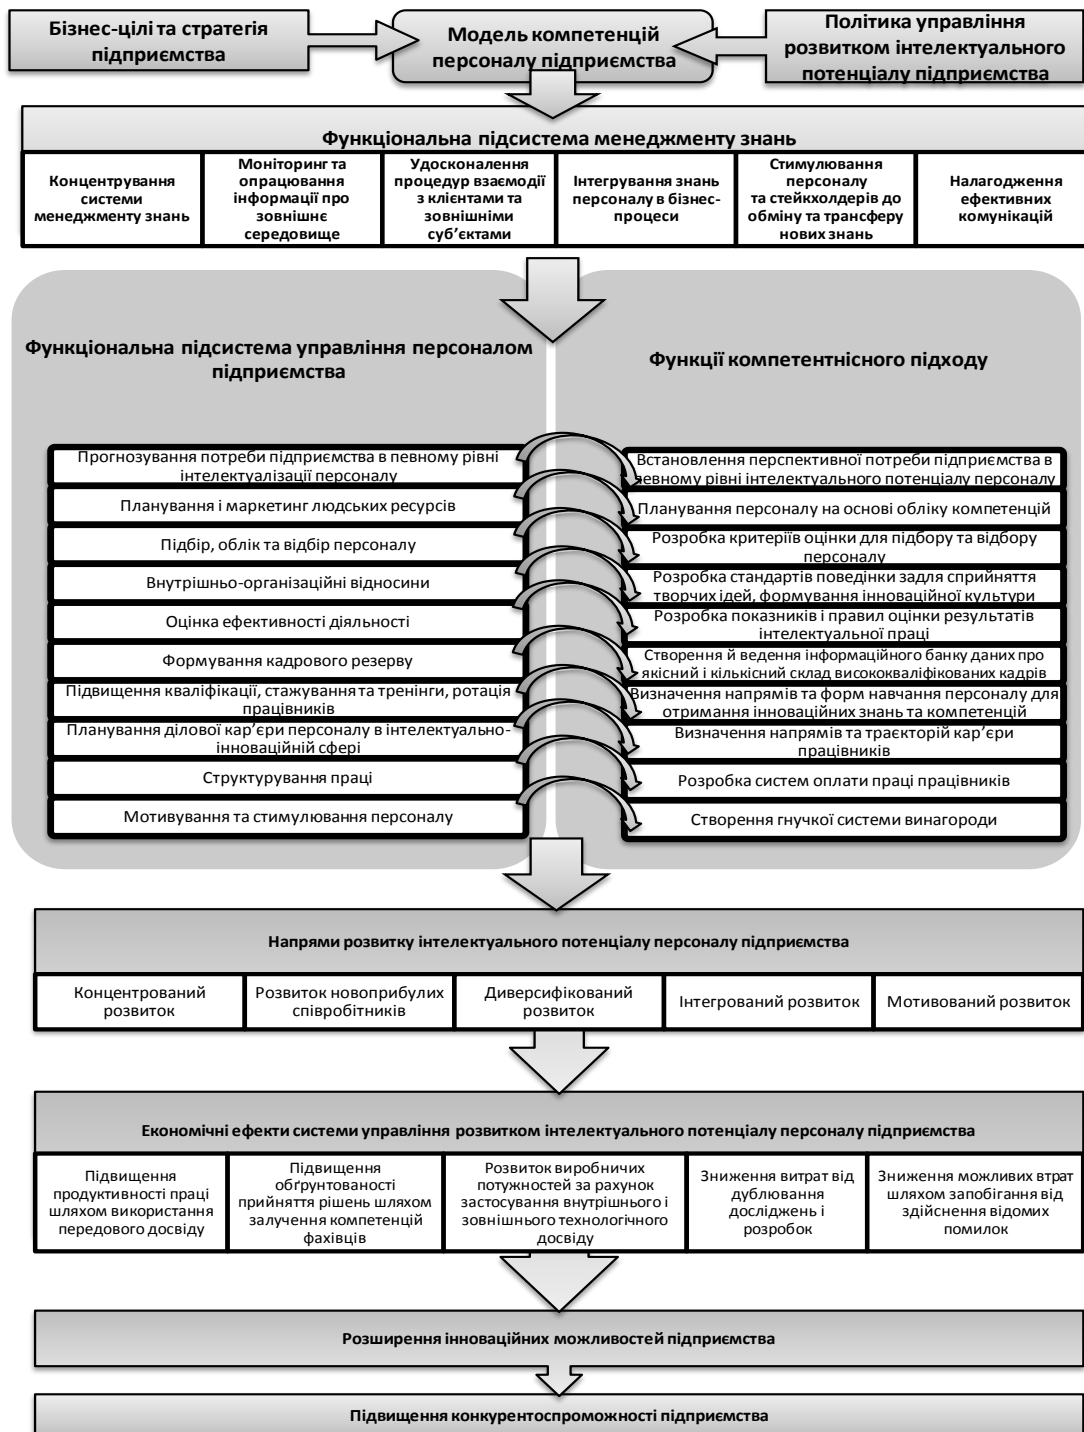 Бізнес-цілі та стратегія
підприємства
Модель компетенцій
персоналу підприємства
Політика управління
розвитком інтелектуального
потенціалу підприємства
Функціональна підсистема менеджменту знань
Концентрування
системи
менеджменту знань
Моніторинг та
опрацювання
інформації про
зовнішнє
середовище
Удосконалення
процедур взаємодії
з клієнтами та
зовнішніми
суб’єктами
Інтегрування знань
персоналу в бізнес-
процеси
Стимулювання
персоналу
та стейкхолдерів до
обміну та трансферу
нових знань
Налагодження
ефективних
комунікацій
Функціональна підсистема управління персоналом
підприємства
Функції компетентнісного підходу
Прогнозування потреби підприємства в певному рівні
інтелектуалізації персоналу
Встановлення перспективної потреби підприємства в
певному рівні інтелектуального потенціалу персоналу
Планування і маркетинг людських ресурсів
Планування персоналу на основі обліку компетенцій
Підбір, облік та відбір персоналу
Розробка критеріїв оцінки для підбору та відбору
персоналу
Внутрішньо-організаційні відносини
Розробка стандартів поведінки задля сприйняття
творчих ідей, формування інноваційної культури
Оцінка ефективності діяльності
Розробка показників і правил оцінки результатів
інтелектуальної праці
Формування кадрового резерву
Створення й ведення інформаційного банку даних про
якісний і кількісний склад висококваліфікованих кадрів
Підвищення кваліфікації, стажування та тренінги, ротація
працівників
Визначення напрямів та форм навчання персоналу для
отримання інноваційних знань та компетенцій
Планування ділової кар’єри персоналу в інтелектуально-
інноваційній сфері
Визначення напрямів та траєкторій кар’єри
працівників
Структурування праці
Розробка систем оплати праці працівників
Мотивування та стимулювання персоналу
Створення гнучкої системи винагороди
Напрями розвитку інтелектуального потенціалу персоналу підприємства
Концентрований
розвиток
Розвиток новоприбулих
співробітників
Диверсифікований
розвиток
Інтегрований розвиток
Мотивований розвиток
Економічні ефекти системи управління розвитком інтелектуального потенціалу персоналу підприємства
Підвищення
продуктивності праці
шляхом використання
передового досвіду
Підвищення
обґрунтованості
прийняття рішень шляхом
залучення компетенцій
фахівців
Розвиток виробничих
потужностей за рахунок
застосування внутрішнього і
зовнішнього технологічного
досвіду
Зниження витрат від
дублювання
досліджень і
розробок
Зниження можливих втрат
шляхом запобігання від
здійснення відомих
помилок
Розширення інноваційних можливостей підприємства
Підвищення конкурентоспроможності підприємства